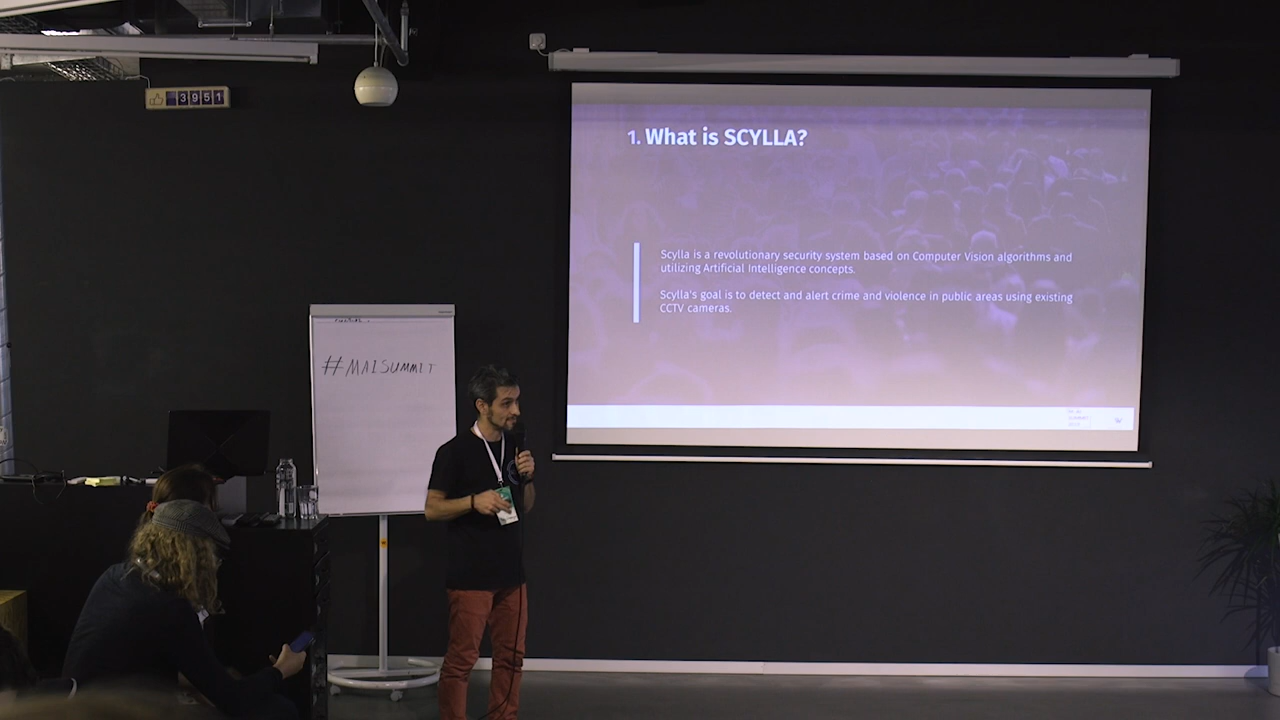 3951
1. What is SCYLLA?
Scylla is a revolutionary security system based on Computer Vision algorithms and
utilizing Artificial Intelligence concepts.
Scylla's goal is to detect and alert crime and violence in public areas using existing
CCTV cameras.
#MAISUMMIT